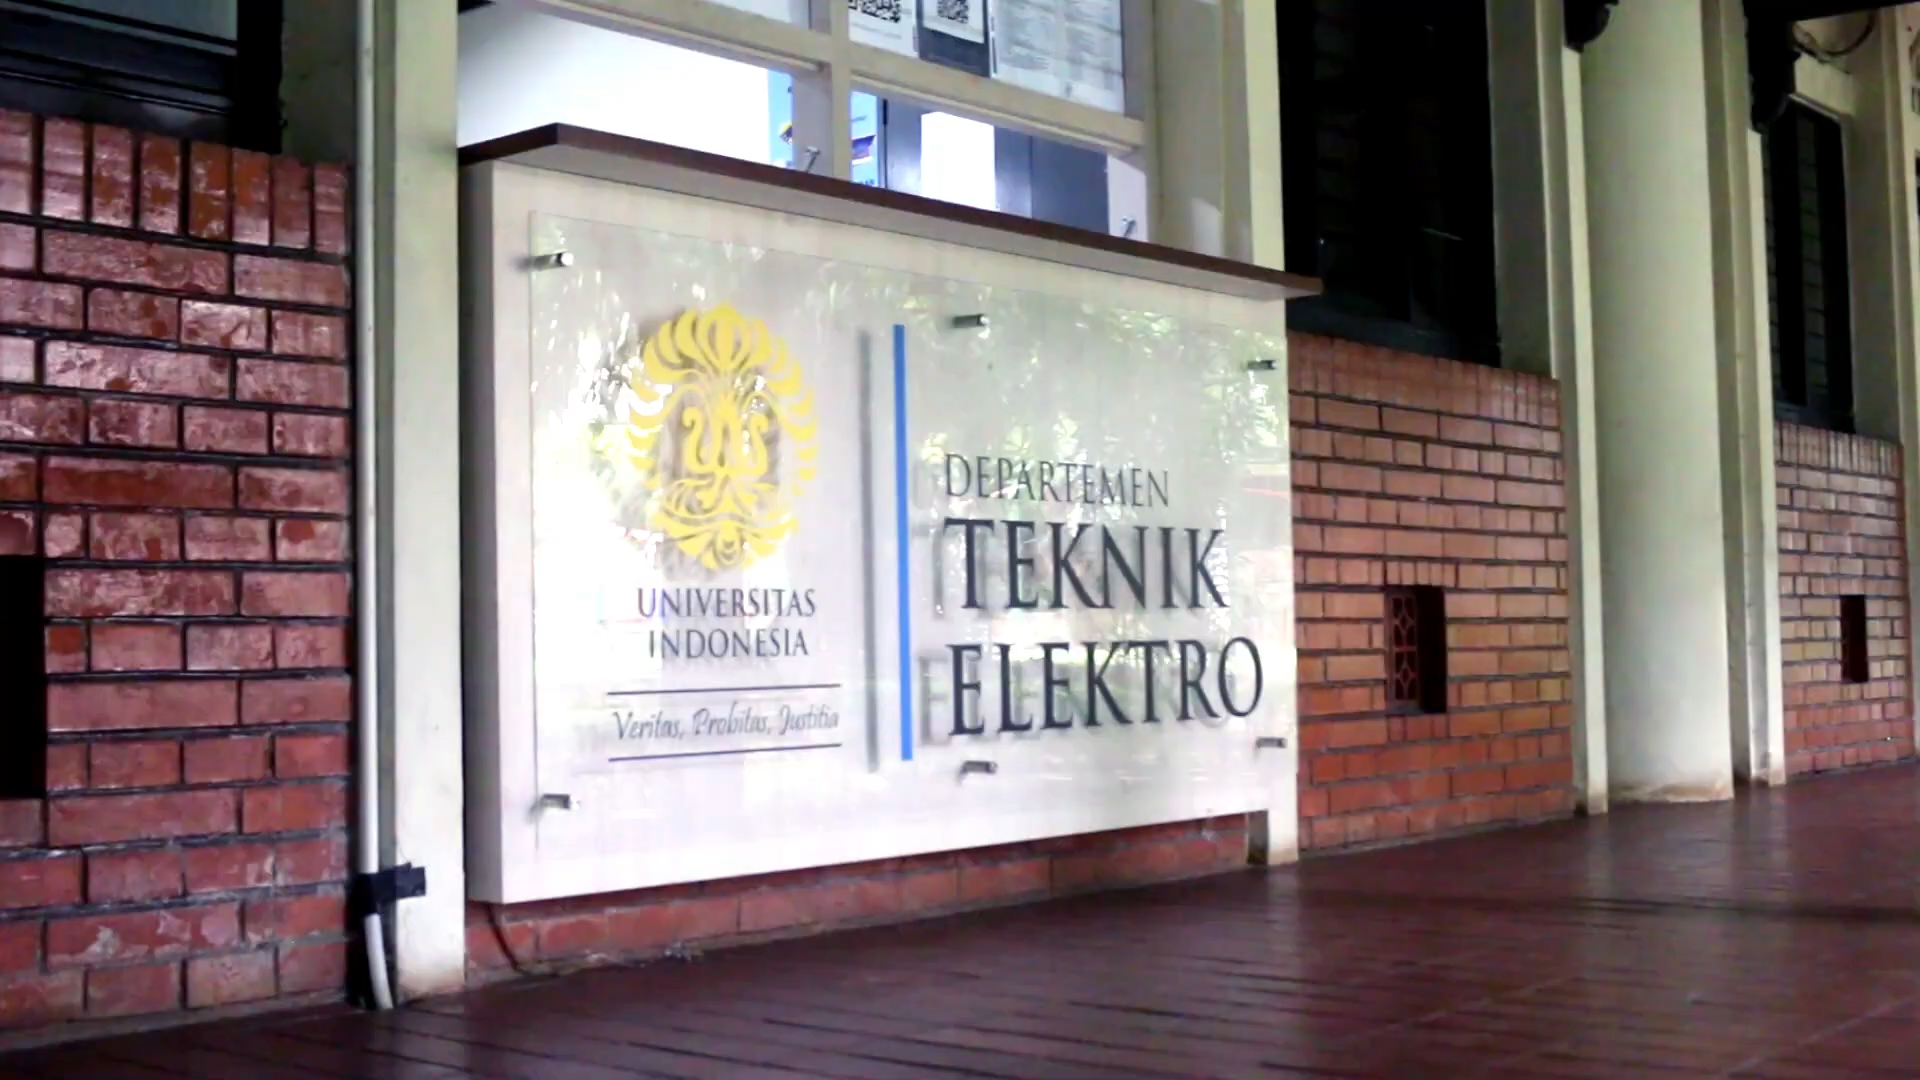 UNIVERSITAS
INDONESIA
Veritas, Probitas, Justitia
DEPARTEMEN
TEKNIK
ELEKTRO